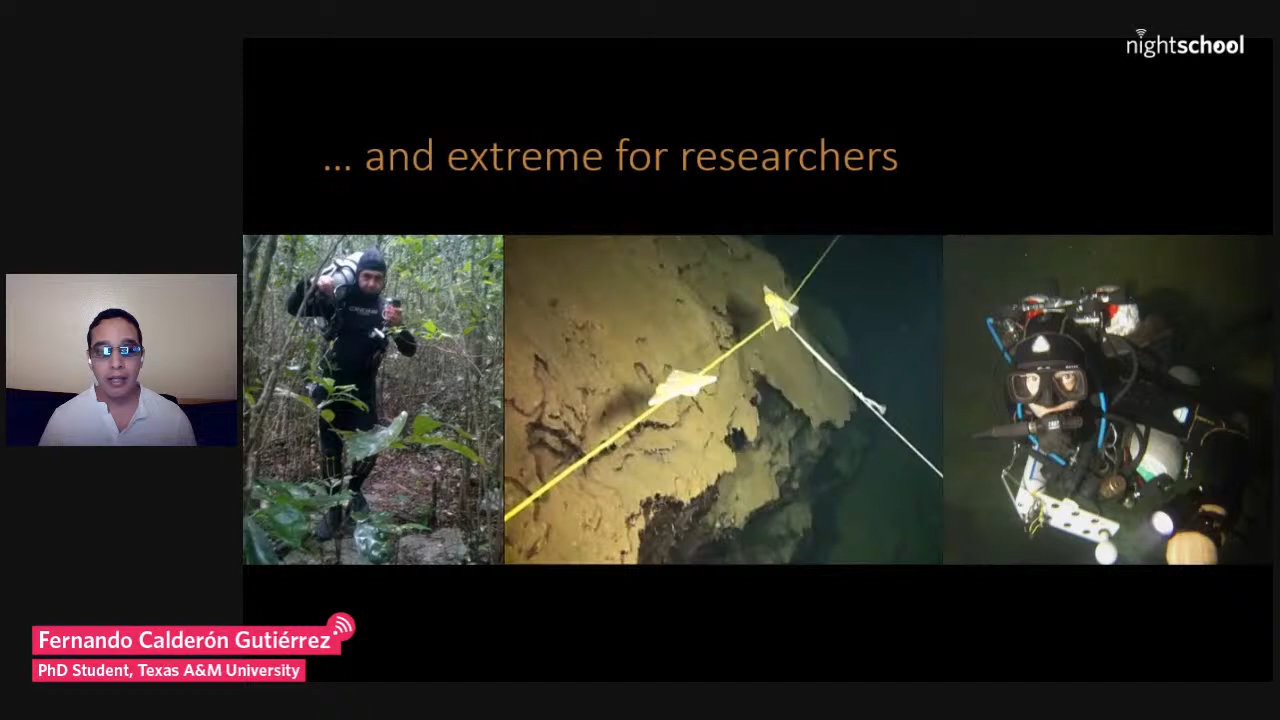 nightschool
... and extreme for researchers
Fernando Calderón Gutiérrez
PhD Student, Texas A&M University